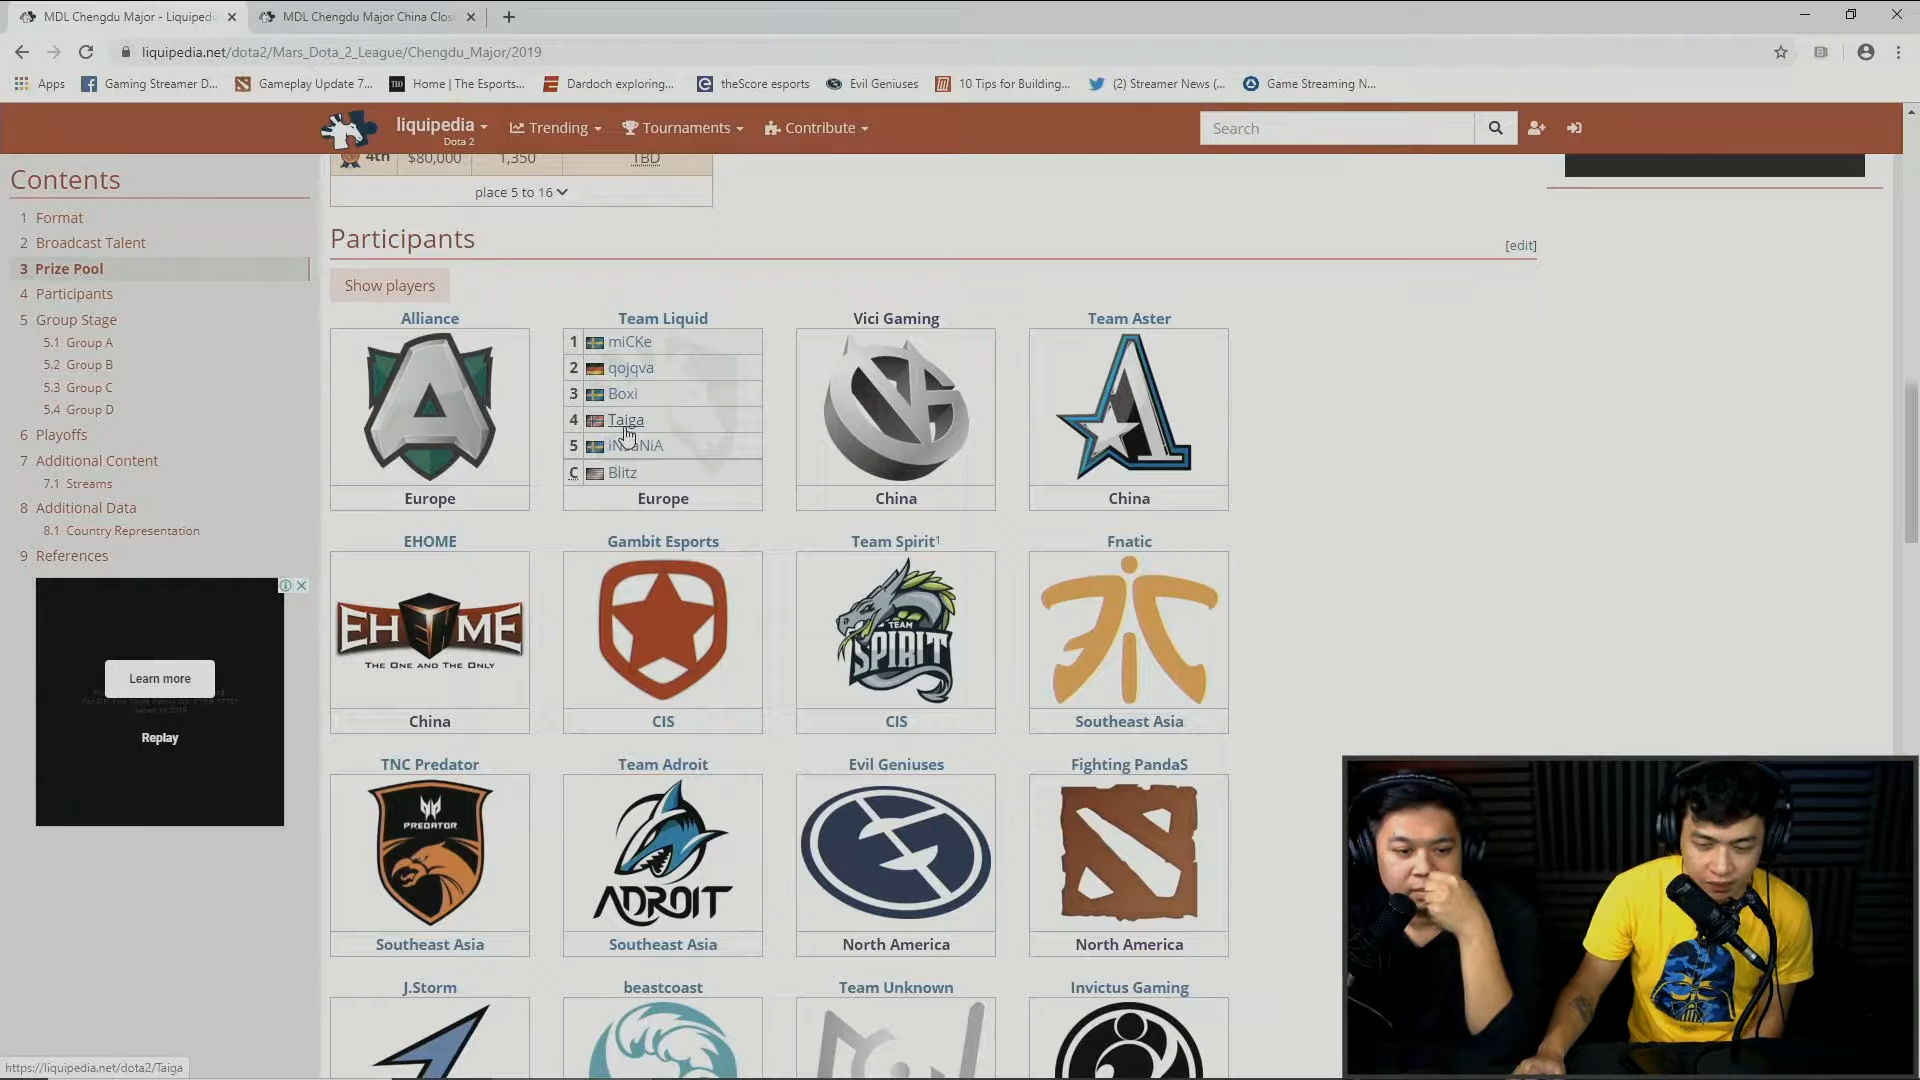 MDL Chengdu Major - Liquipedi
MDL Chengdu Major China Clos
liquipedia.net/dota2/Mars_Dota_2_League/Chengdu_Major/2019
Apps
Gaming Streamer D...
Gameplay Update 7...
Home | The Esports...
Dardoch exploring...
theScore esports
Evil Geniuses
10 Tips for Building...
(2) Streamer News (...
Game Streaming N...
liquipedia
Dota 2
Trending
Tournaments
Contribute
Search
Contents
1 Format
2 Broadcast Talent
3 Prize Pool
4 Participants
5 Group Stage
5.1 Group A
5.2 Group B
5.3 Group C
5.4 Group D
6 Playoffs
7 Additional Content
7.1 Streams
8 Additional Data
8.1 Country Representation
9 References
Learn more
Replay
4th $80,000 1,350 TBD
place 5 to 16
Participants
[edit]
Show players
Alliance
A
Europe
Team Liquid
1 miCKe
2 qojqva
3 Boxi
4 Taiga
5 iNSaNiA
C Blitz
Europe
Vici Gaming
China
Team Aster
China
EHOME
EHOME
THE ONE AND THE ONLY
China
Gambit Esports
CIS
Team Spirit1
TEAM
SPIRIT
CIS
Fnatic
Southeast Asia
TNC Predator
PREDATOR
Southeast Asia
Team Adroit
ADROIT
Southeast Asia
Evil Geniuses
North America
Fighting PandaS
North America
J.Storm
beastcoast
Team Unknown
Invictus Gaming
https://liquipedia.net/dota2/Taiga